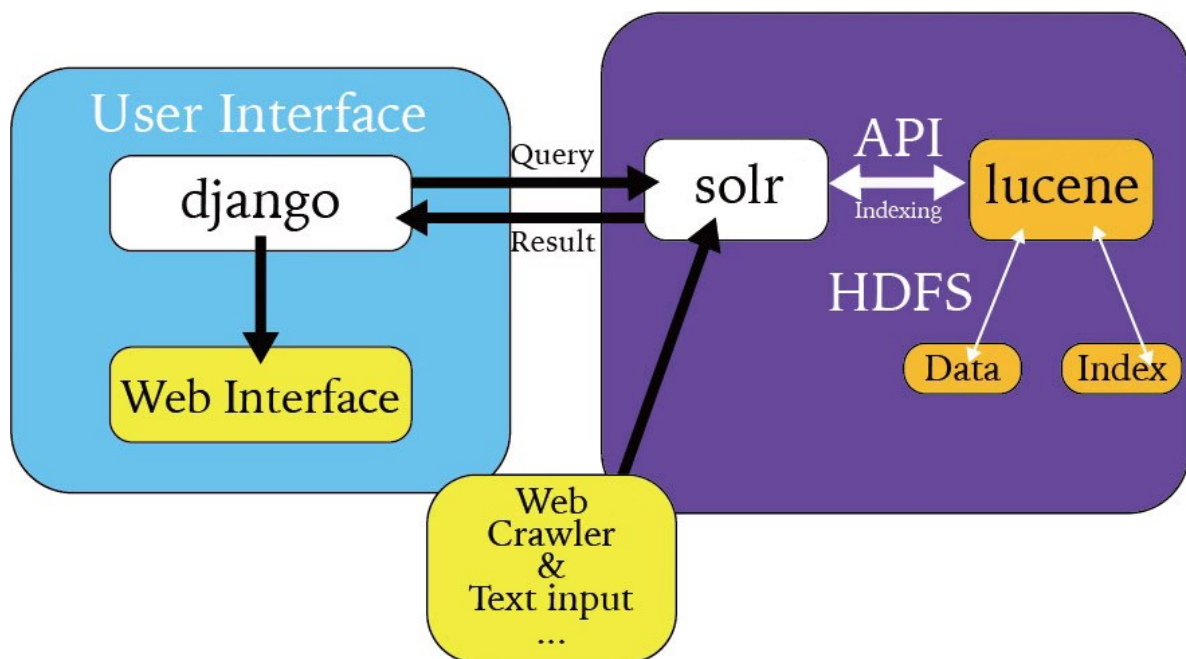 User Interface
django
Web Interface
Query
Result
solr
API
Indexing
lucene
HDFS
Data
Index
Web
Crawler
&
Text input
...